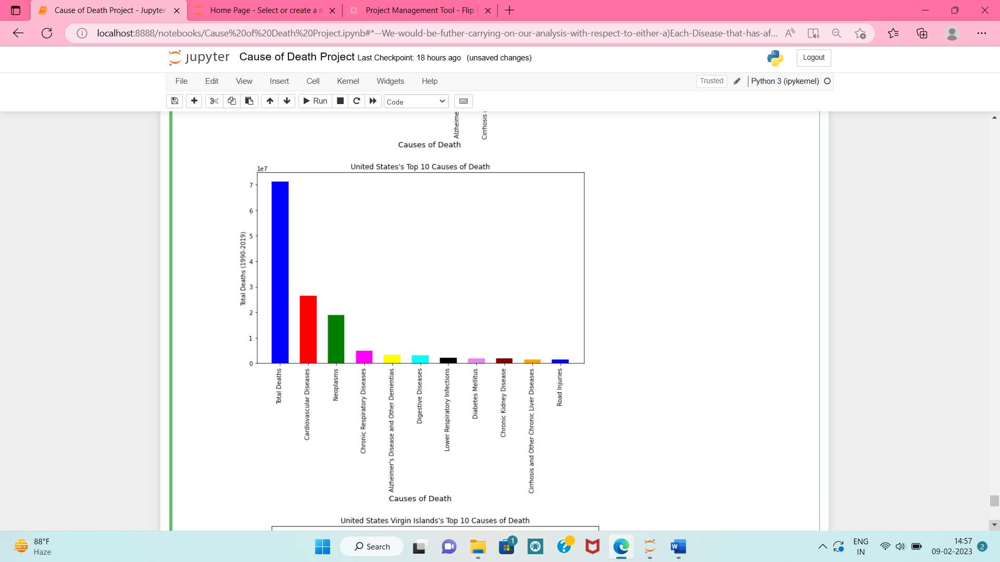 Cause of Death Project - Jupyter
Home Page - Select or create a n
Project Management Tool - Flip F
localhost:8888/notebooks/Cause%20of%20Death%20Project.ipynb#*--We-would-be-futher-carrying-on-our-analysis-with-respect-to-either-a)Each-Disease-that-has-af...
jupyter Cause of Death Project Last Checkpoint: 18 hours ago (unsaved changes)
Logout
File Edit View Insert Cell Kernel Widgets Help
Trusted
Python 3 (ipykernel)
Run
Code
Alzheime
Cirrhosis
Causes of Death
United States's Top 10 Causes of Death
1e7
7
6
5
4
3
2
1
0
Total Deaths (1990-2019)
Total Deaths
Cardiovascular Diseases
Neoplasms
Chronic Respiratory Diseases
Alzheimer's Disease and Other Dementias
Digestive Diseases
Lower Respiratory Infections
Diabetes Mellitus
Chronic Kidney Disease
Cirrhosis and Other Chronic Liver Diseases
Road Injuries
Causes of Death
United States Virgin Islands's Top 10 Causes of Death
88°F
Haze
Search
1
ENG
IN
14:57
09-02-2023
2